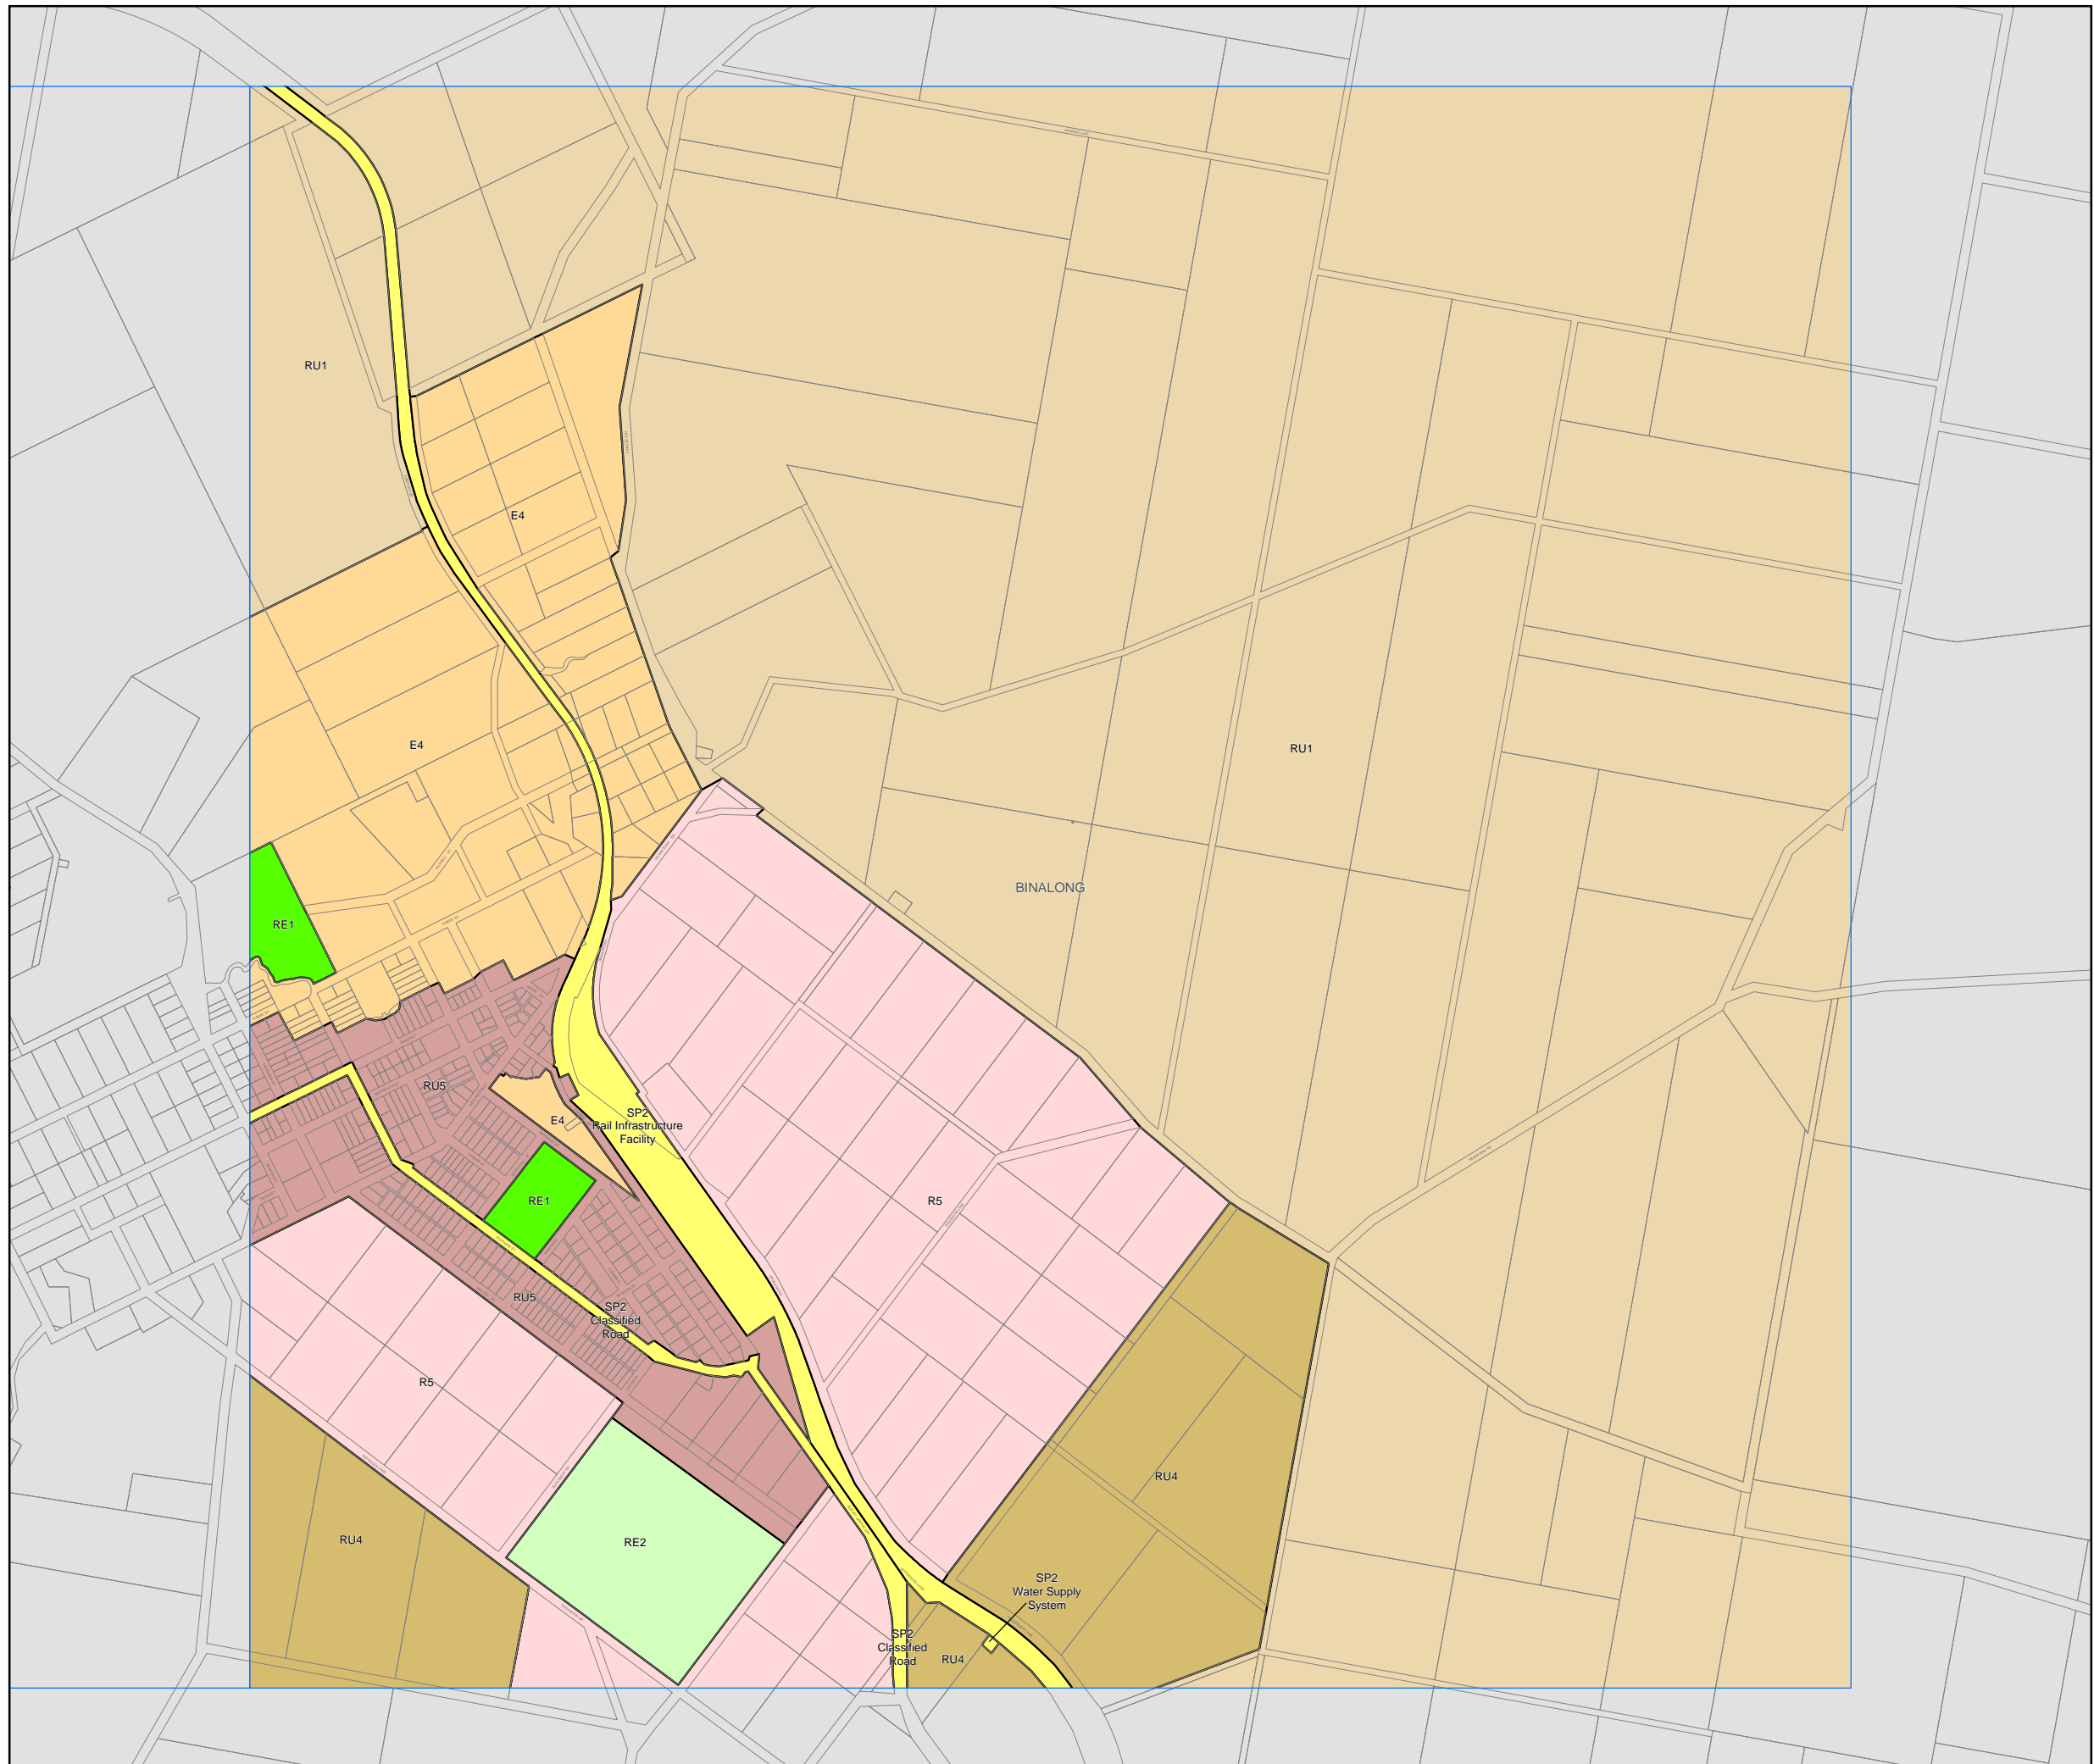 RU1
E4
E4
RU1
BINALONG
RE1
RU5
SP2
Rail Infrastructure
Facility
E4
RE1
R5
RU5
SP2
Classified
Road
R5
RU4
RU4
RE2
SP2
Water Supply
System
SP2
Classified
Road
RU4